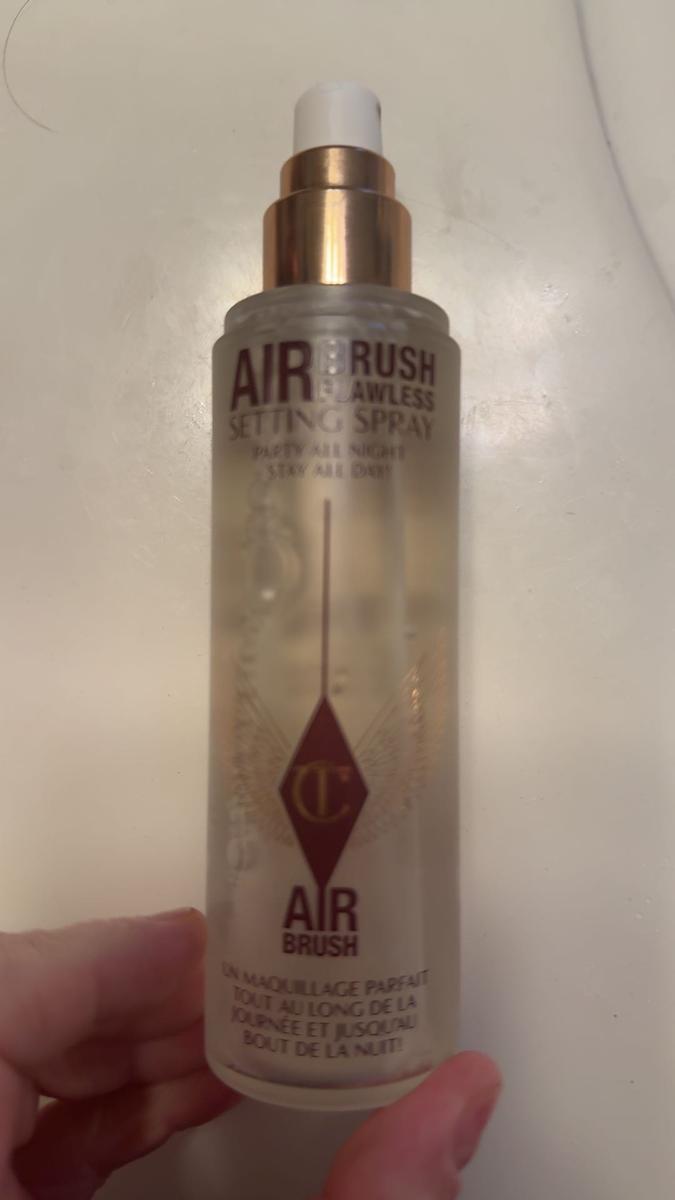 AIRBRUSH
FLAWLESS
SETTING SPRAY
PARTY ALL NIGHT
STAY ALL DAY!
CT
AIR
BRUSH
UN MAQUILLAGE PARFAIT
TOUT AU LONG DE LA
JOURNÉE ET JUSQU'AU
BOUT DE LA NUIT!